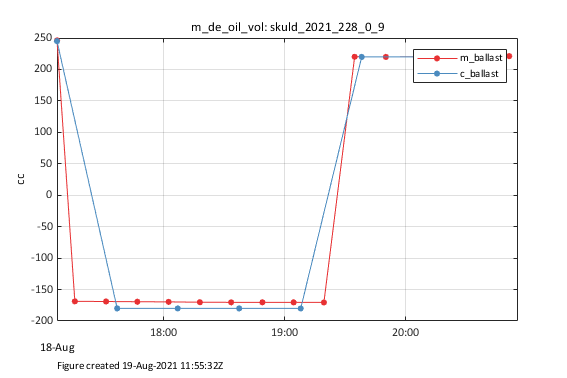 m_de_oil_vol: skuld_2021_228_0_9
250
200
150
100
50
0
-50
-100
-150
-200
cc
m_ballast
c_ballast
18:00 19:00 20:00
18-Aug
Figure created 19-Aug-2021 11:55:32Z